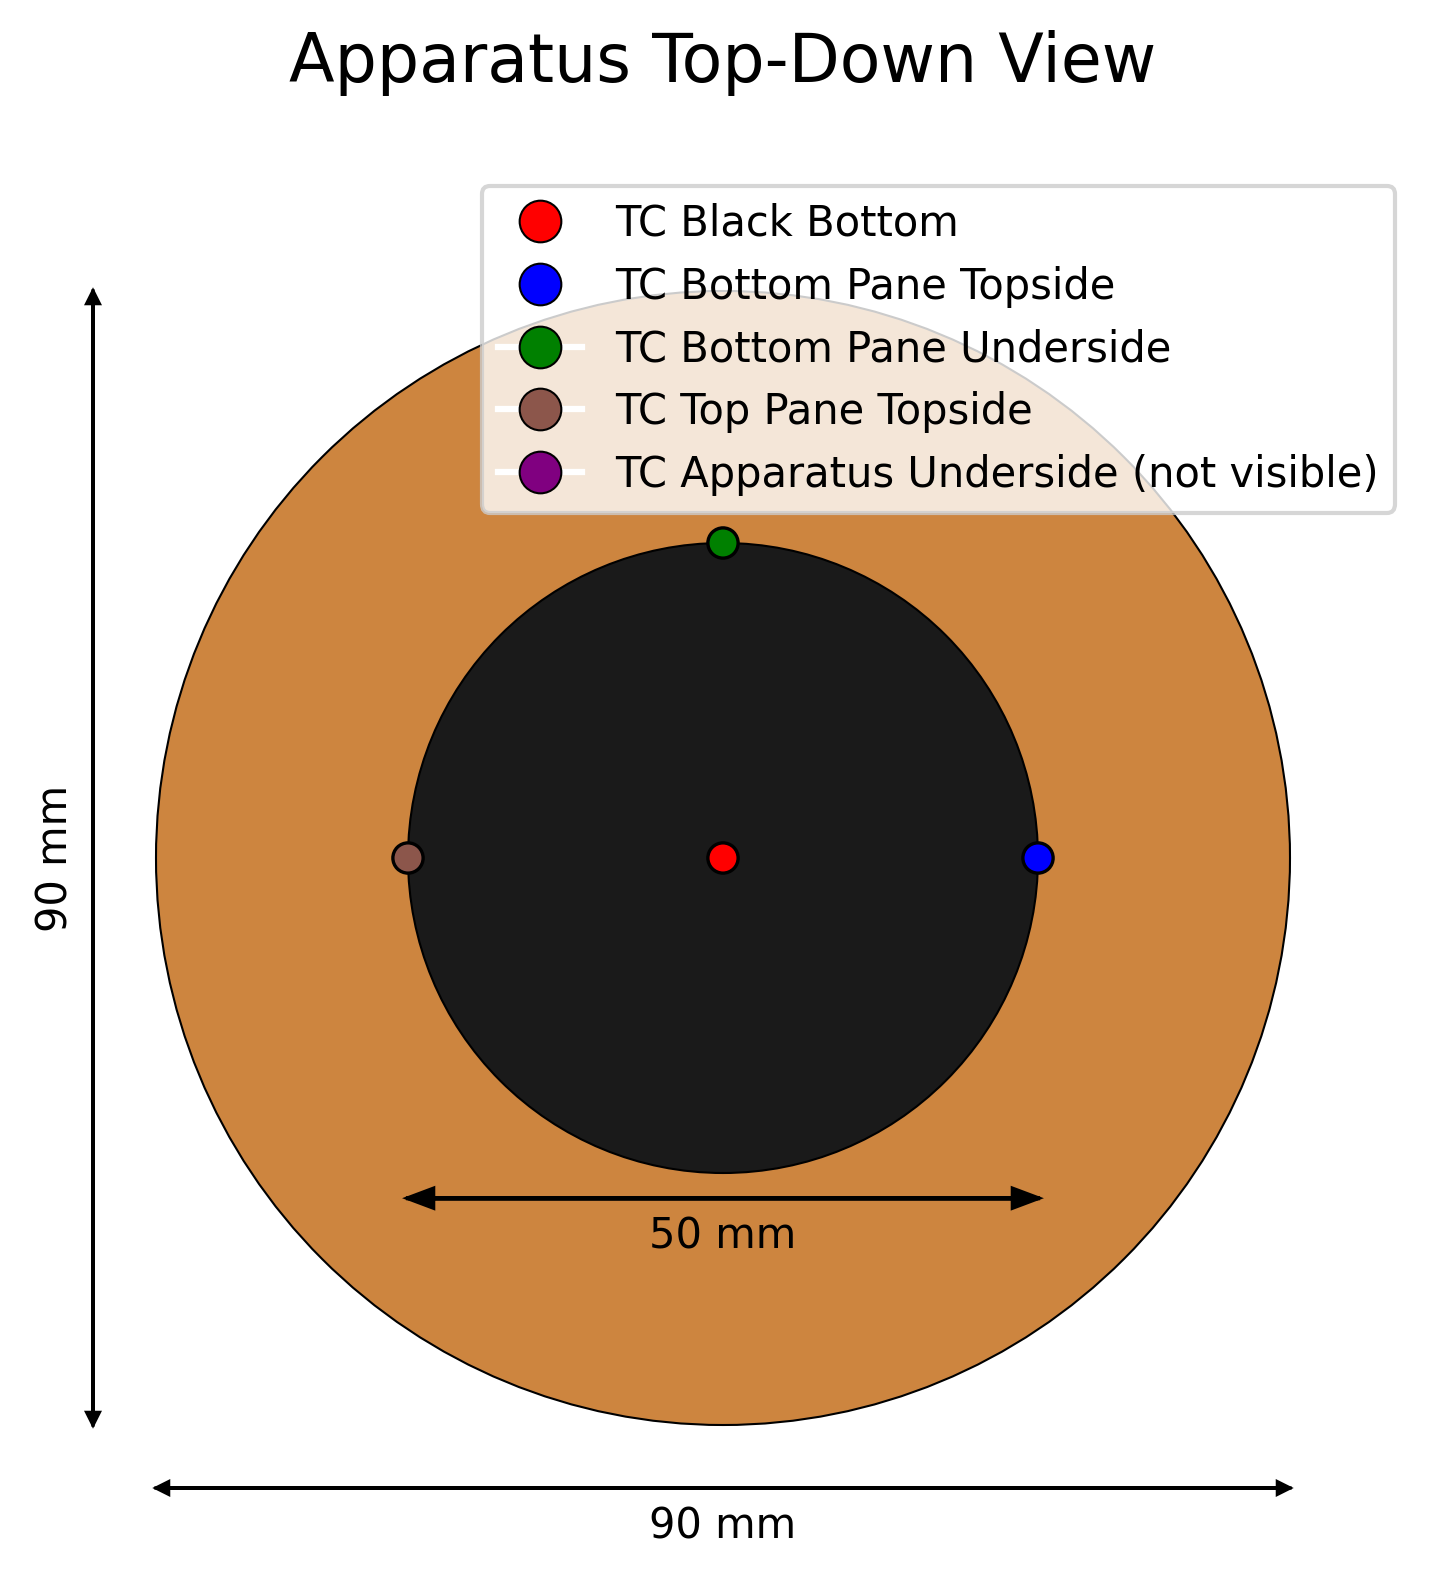 Apparatus Top-Down View
TC Black Bottom
TC Bottom Pane Topside
TC Bottom Pane Underside
TC Top Pane Topside
TC Apparatus Underside (not visible)
90 mm
50 mm
90 mm